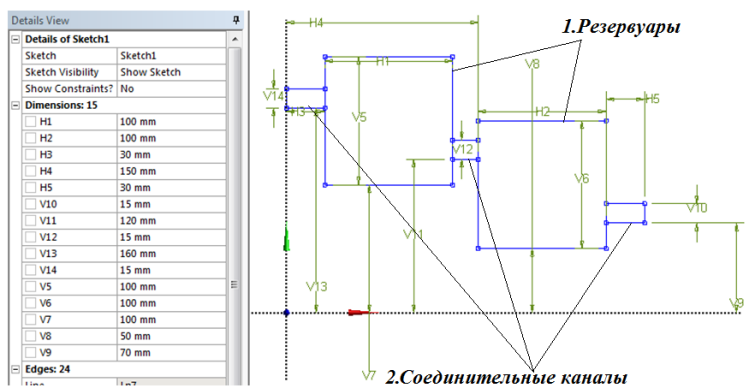 Details View
Details of Sketch1
Sketch Sketch1
Sketch Visibility Show Sketch
Show Constraints? No
Dimensions: 15
H1 100 mm
H2 100 mm
H3 30 mm
H4 150 mm
H5 30 mm
V10 15 mm
V11 120 mm
V12 15 mm
V13 160 mm
V14 15 mm
V5 100 mm
V6 100 mm
V7 100 mm
V8 50 mm
V9 70 mm
Edges: 24
Line Ln7
H4
1.Резервуары
H1
V8
V14
H3
V5
H2
H5
V12
V6
V10
V11
V13
V9
V7
2.Соединительные каналы